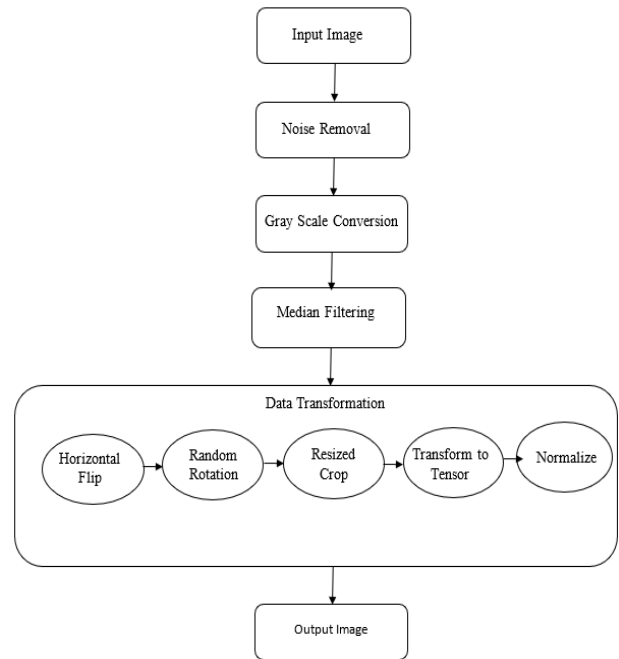 Input Image
Noise Removal
Gray Scale Conversion
Median Filtering
Data Transformation
Horizontal
Flip
Random
Rotation
Resized
Crop
Transform to
Tensor
Normalize
Output Image